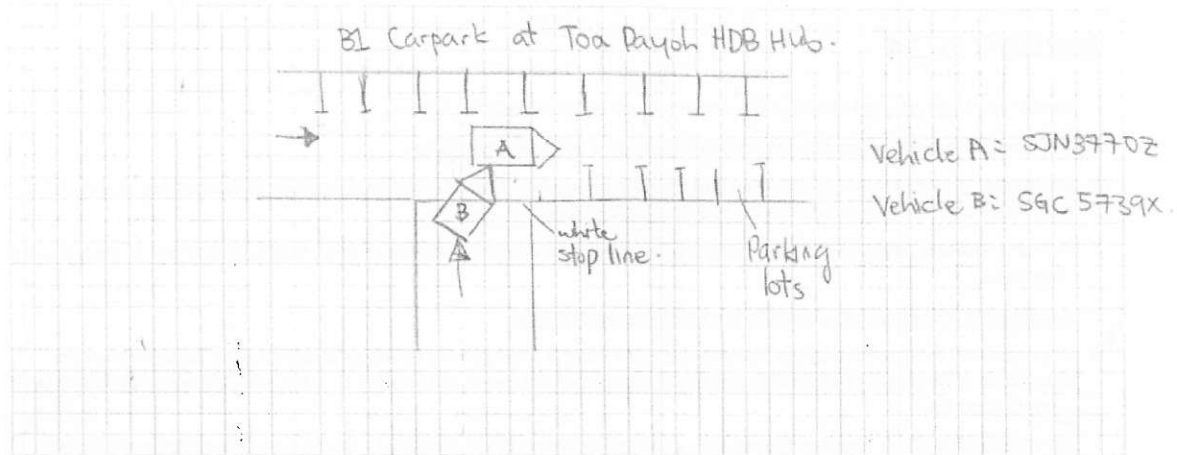 B1 Carpark at Toa Payoh HDB Hub.
A
Vehicle A: SJN3770Z
B
Vehicle B: SGC 5739X.
white
stop line.
Parking
lots